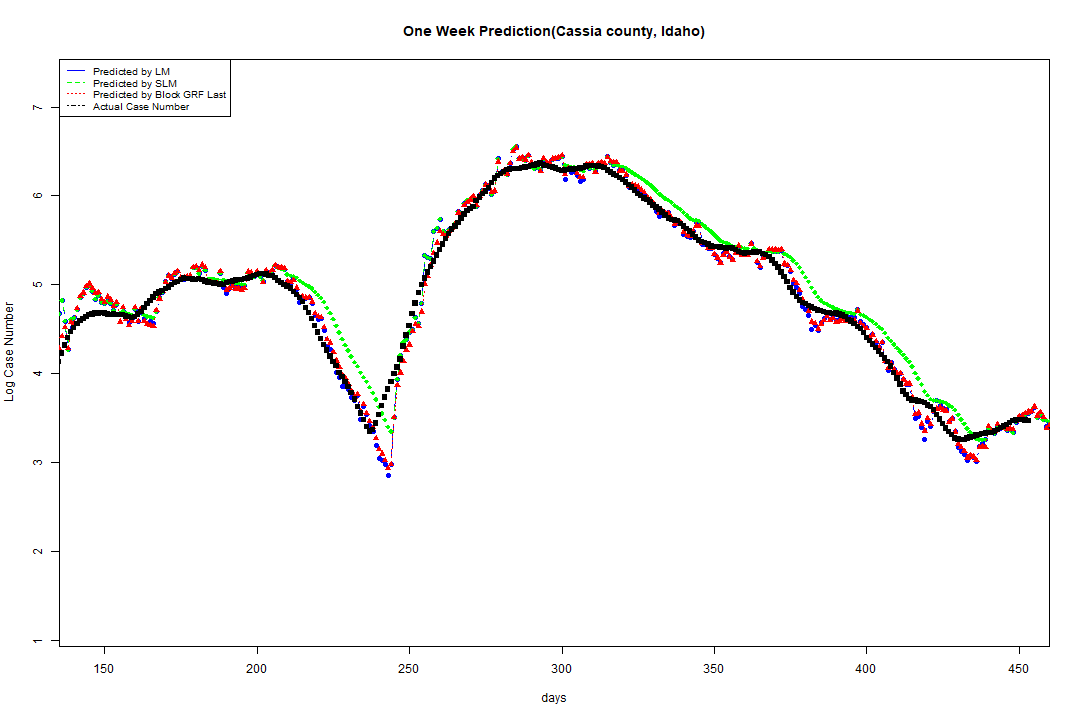 One Week Prediction(Cassia county, Idaho)
Predicted by LM
Predicted by SLM
Predicted by Block GRF Last
Actual Case Number
7
6
5
4
3
2
1
Log Case Number
150 200 250 300 350 400 450
days